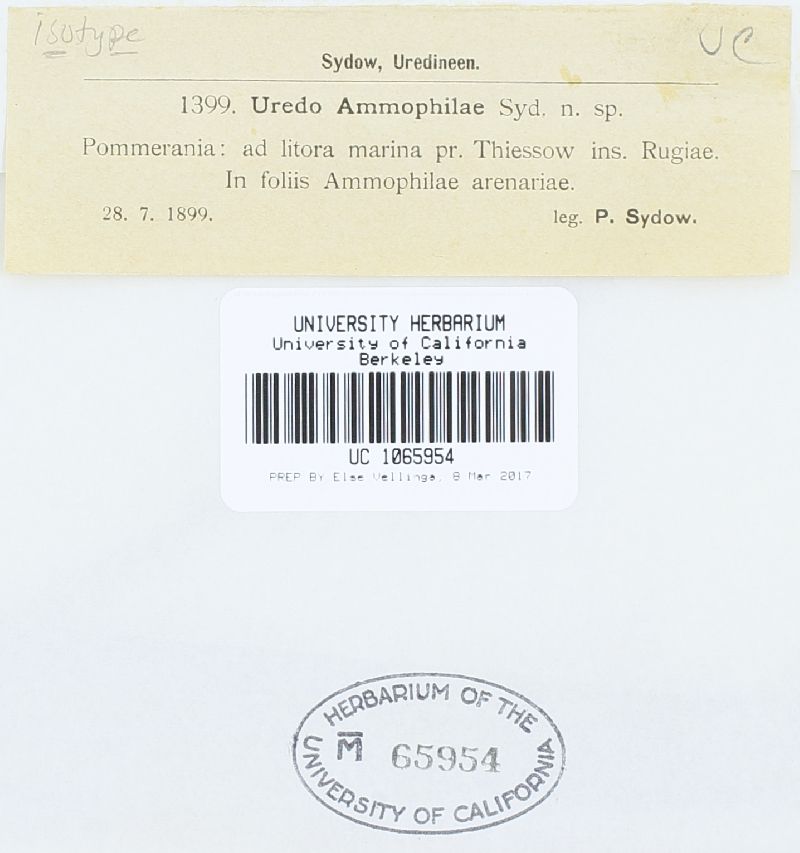 isotype
UC
Sydow, Uredineen.
1399. Uredo Ammophilae Syd. n. sp.
Pommerania: ad litora marina pr. Thiessow ins. Rugiae.
In foliis Ammophilae arenariae.
28. 7. 1899. leg. P. Sydow.
UNIVERSITY HERBARIUM
University of California
Berkeley
UC 1065954
PREP BY Else Vellinga, 8 Mar 2017
HERBARIUM OF THE
M̅ 65954
UNIVERSITY OF CALIFORNIA